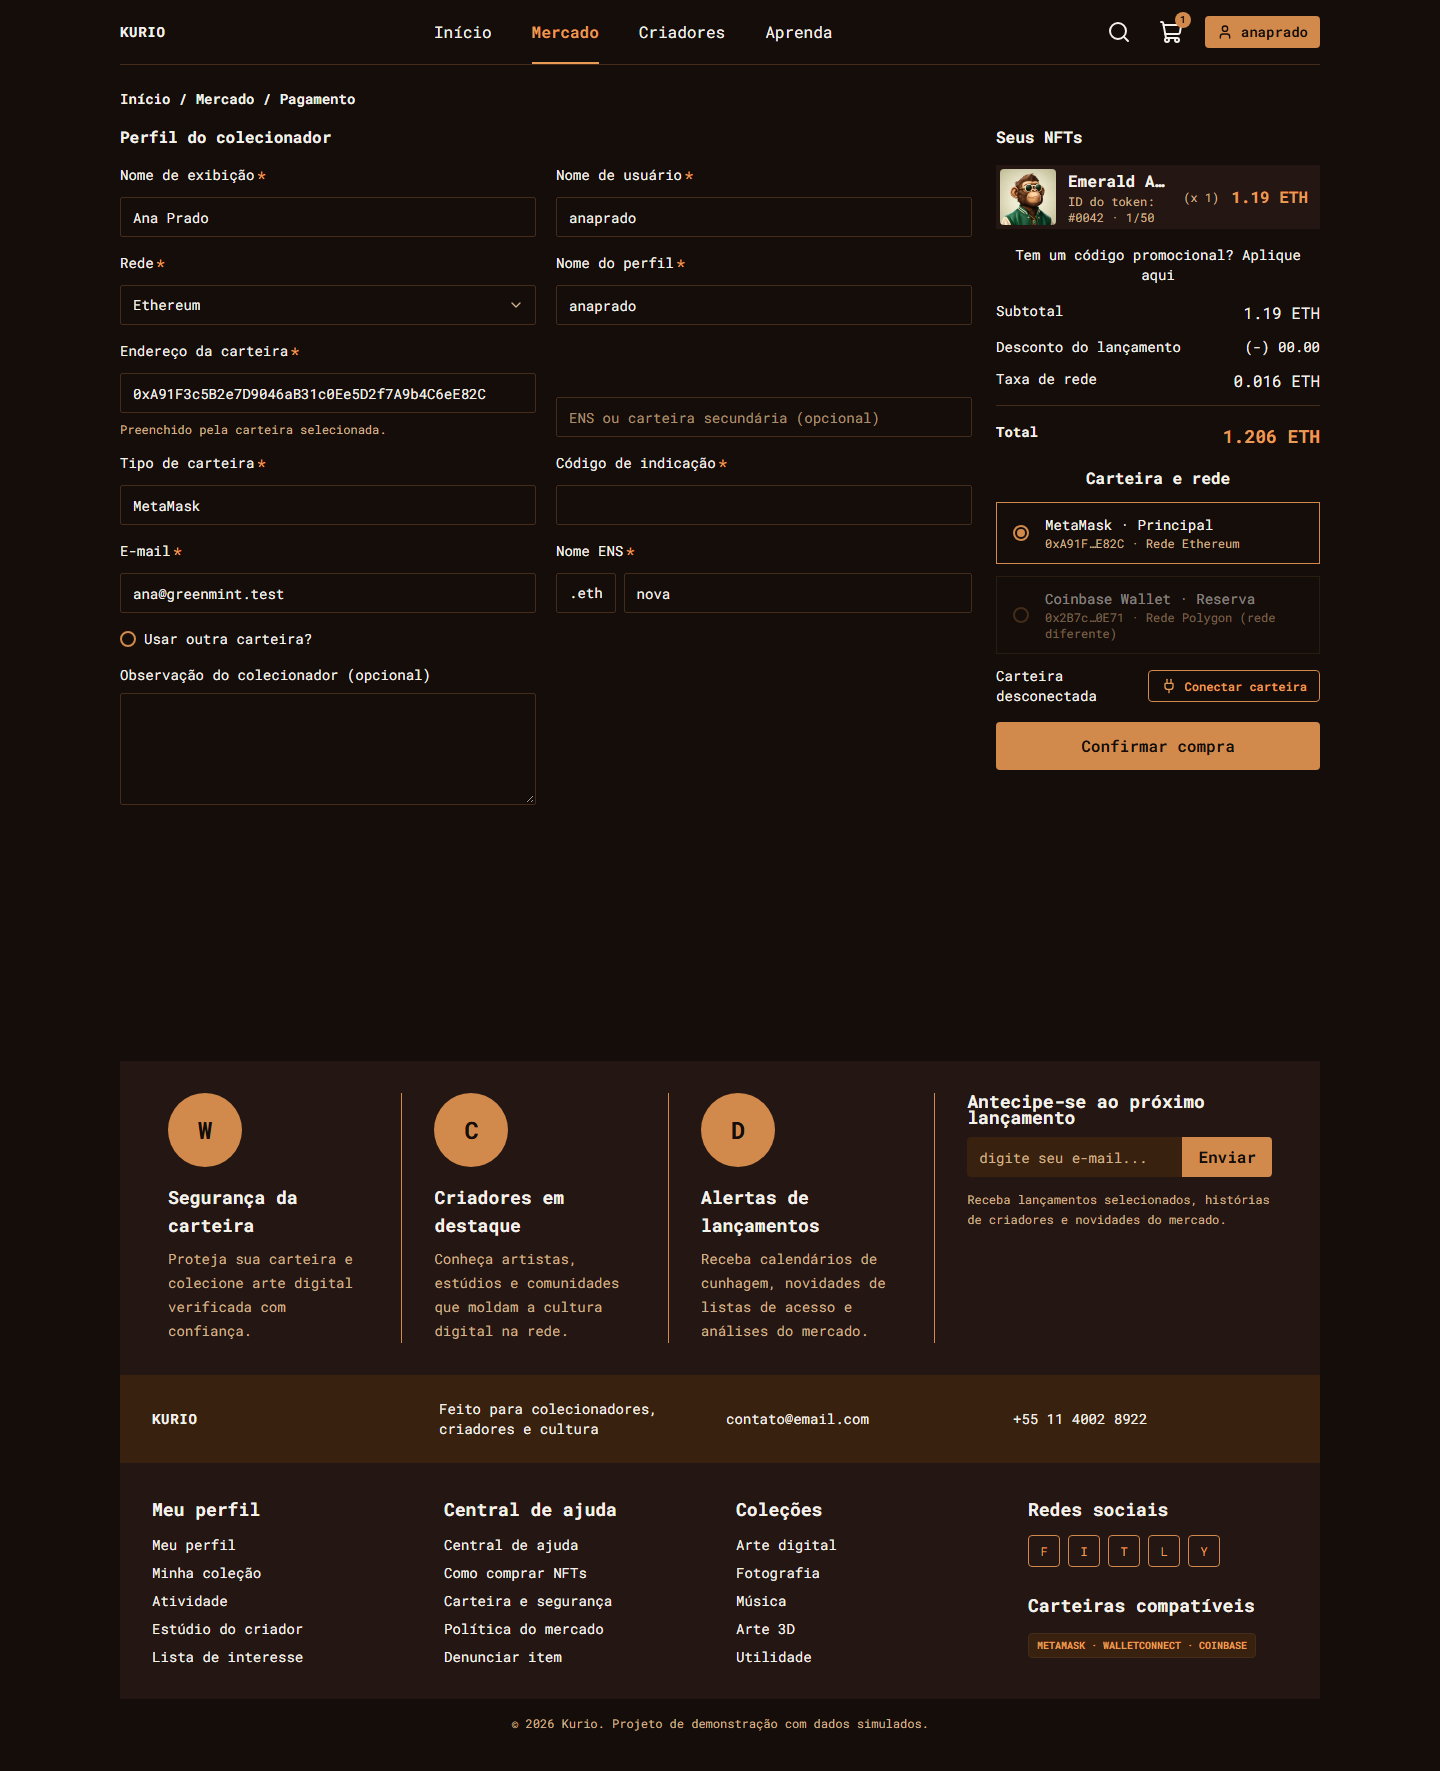 KURIO
Início
Mercado
Criadores
Aprenda
1
anaprado
Início / Mercado / Pagamento
Perfil do colecionador
Nome de exibição*
Ana Prado
Nome de usuário*
anaprado
Rede*
Ethereum
Nome do perfil*
anaprado
Endereço da carteira*
0xA91F3c5B2e7D9046aB31c0Ee5D2f7A9b4C6eE82C
Preenchido pela carteira selecionada.
ENS ou carteira secundária (opcional)
Tipo de carteira*
MetaMask
Código de indicação*
E-mail*
ana@greenmint.test
Nome ENS*
.eth
nova
Usar outra carteira?
Observação do colecionador (opcional)
Seus NFTs
Emerald A…
ID do token:
#0042 · 1/50
(x 1)
1.19 ETH
Tem um código promocional? Aplique
aqui
Subtotal
1.19 ETH
Desconto do lançamento
(-) 00.00
Taxa de rede
0.016 ETH
Total
1.206 ETH
Carteira e rede
MetaMask · Principal
0xA91F…E82C · Rede Ethereum
Coinbase Wallet · Reserva
0x2B7c…0E71 · Rede Polygon (rede
diferente)
Carteira
desconectada
Conectar carteira
Confirmar compra
W
Segurança da
carteira
Proteja sua carteira e
colecione arte digital
verificada com
confiança.
C
Criadores em
destaque
Conheça artistas,
estúdios e comunidades
que moldam a cultura
digital na rede.
D
Alertas de
lançamentos
Receba calendários de
cunhagem, novidades de
listas de acesso e
análises do mercado.
Antecipe-se ao próximo
lançamento
digite seu e-mail...
Enviar
Receba lançamentos selecionados, histórias
de criadores e novidades do mercado.
KURIO
Feito para colecionadores,
criadores e cultura
contato@email.com
+55 11 4002 8922
Meu perfil
Meu perfil
Minha coleção
Atividade
Estúdio do criador
Lista de interesse
Central de ajuda
Central de ajuda
Como comprar NFTs
Carteira e segurança
Política do mercado
Denunciar item
Coleções
Arte digital
Fotografia
Música
Arte 3D
Utilidade
Redes sociais
F
I
T
L
Y
Carteiras compatíveis
METAMASK · WALLETCONNECT · COINBASE
© 2026 Kurio. Projeto de demonstração com dados simulados.